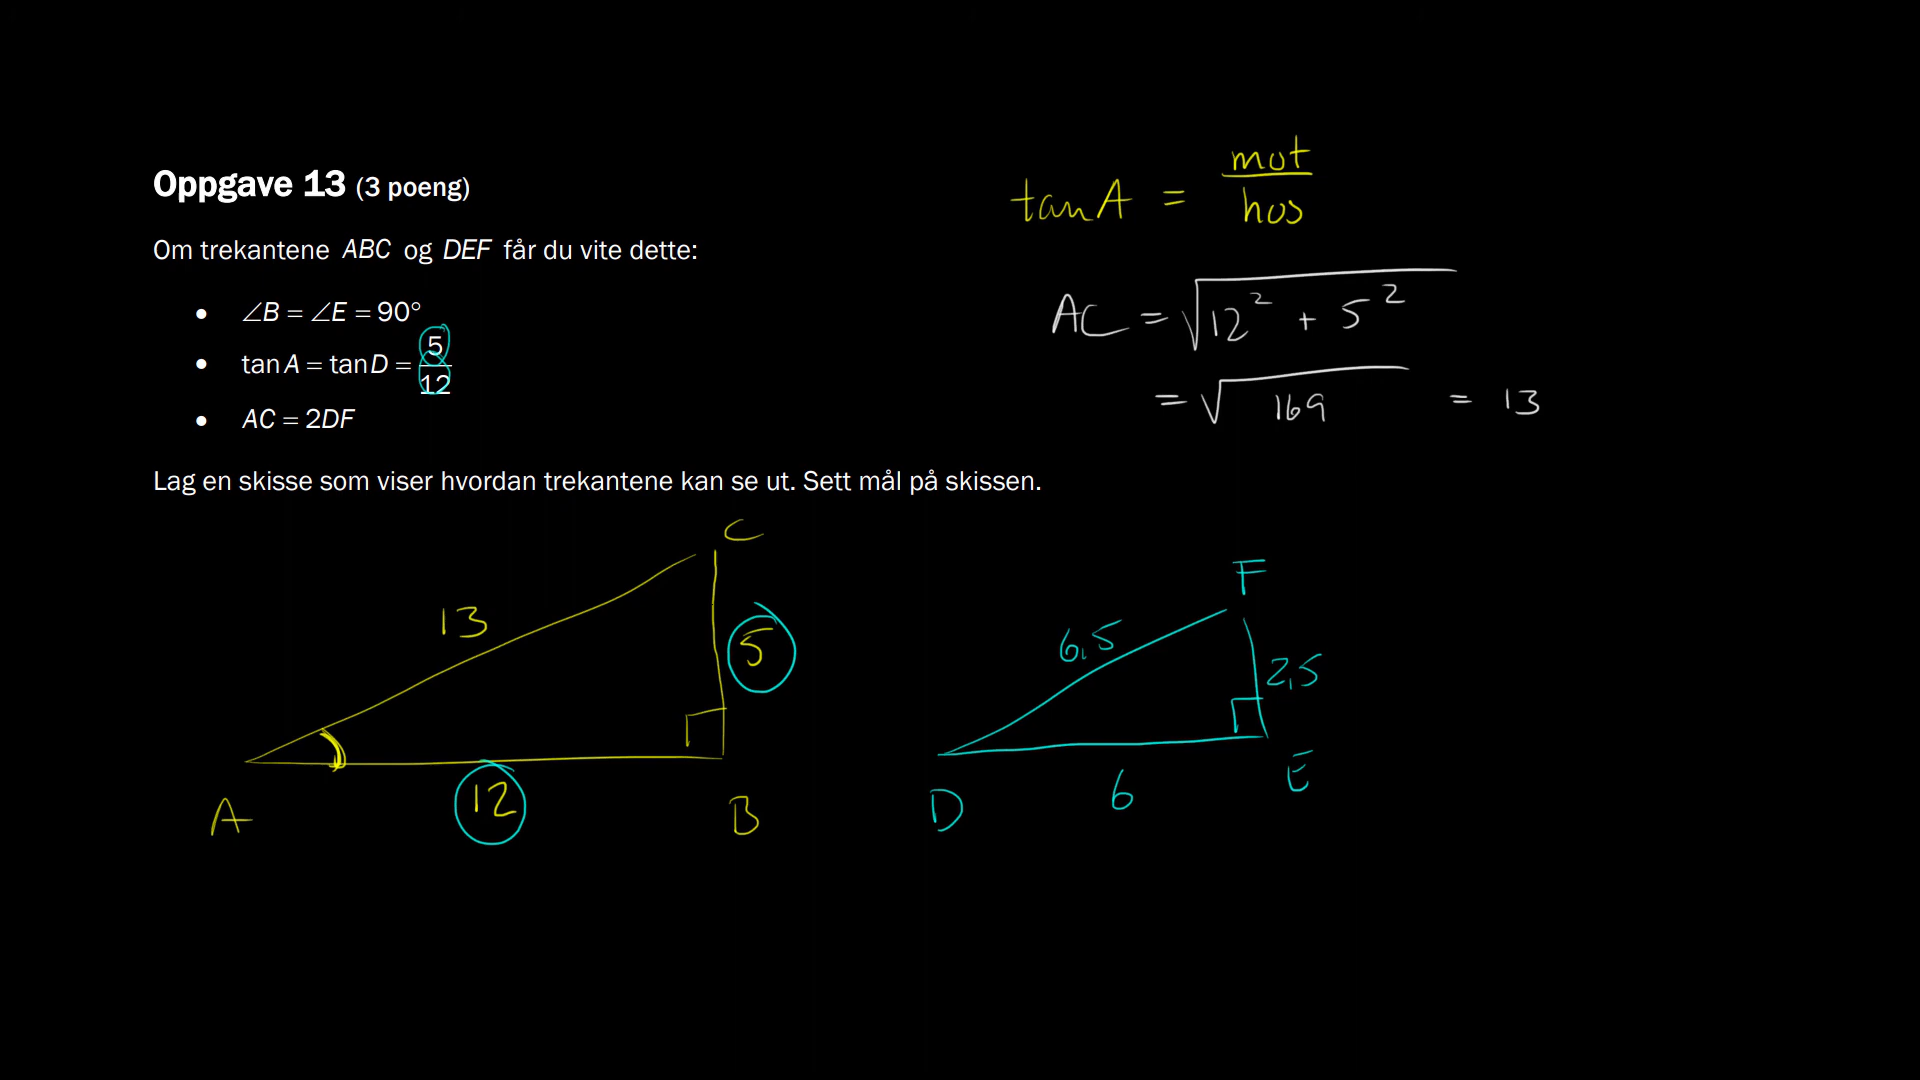 Oppgave 13 (3 poeng)
Om trekantene ABC og DEF får du vite dette:
• ∠B = ∠E = 90°
• tan A = tan D = 5/12
• AC = 2DF
Lag en skisse som viser hvordan trekantene kan se ut. Sett mål på skissen.
tan A = mot/hos
AC = √(12² + 5²)
= √169 = 13
C
13
5
A
12
B
F
6,5
2,5
D
6
E